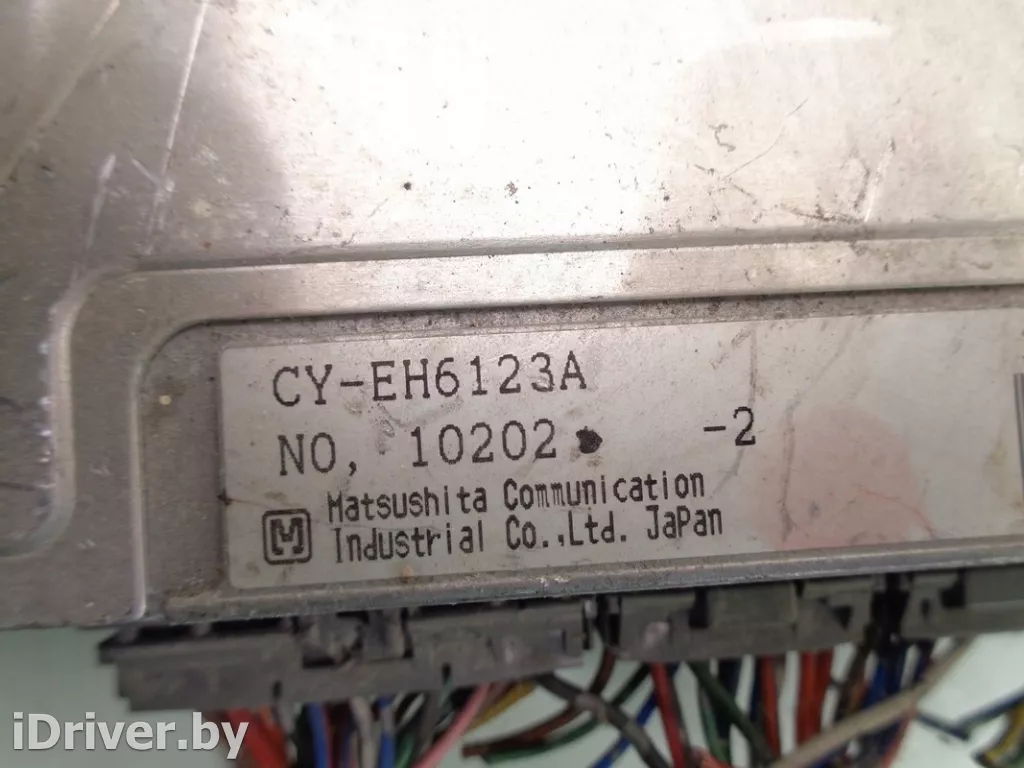 CY-EH6123A
NO, 10202 -2
Matsushita Communication
M Industrial Co.,Ltd. JaPan
iDriver.by